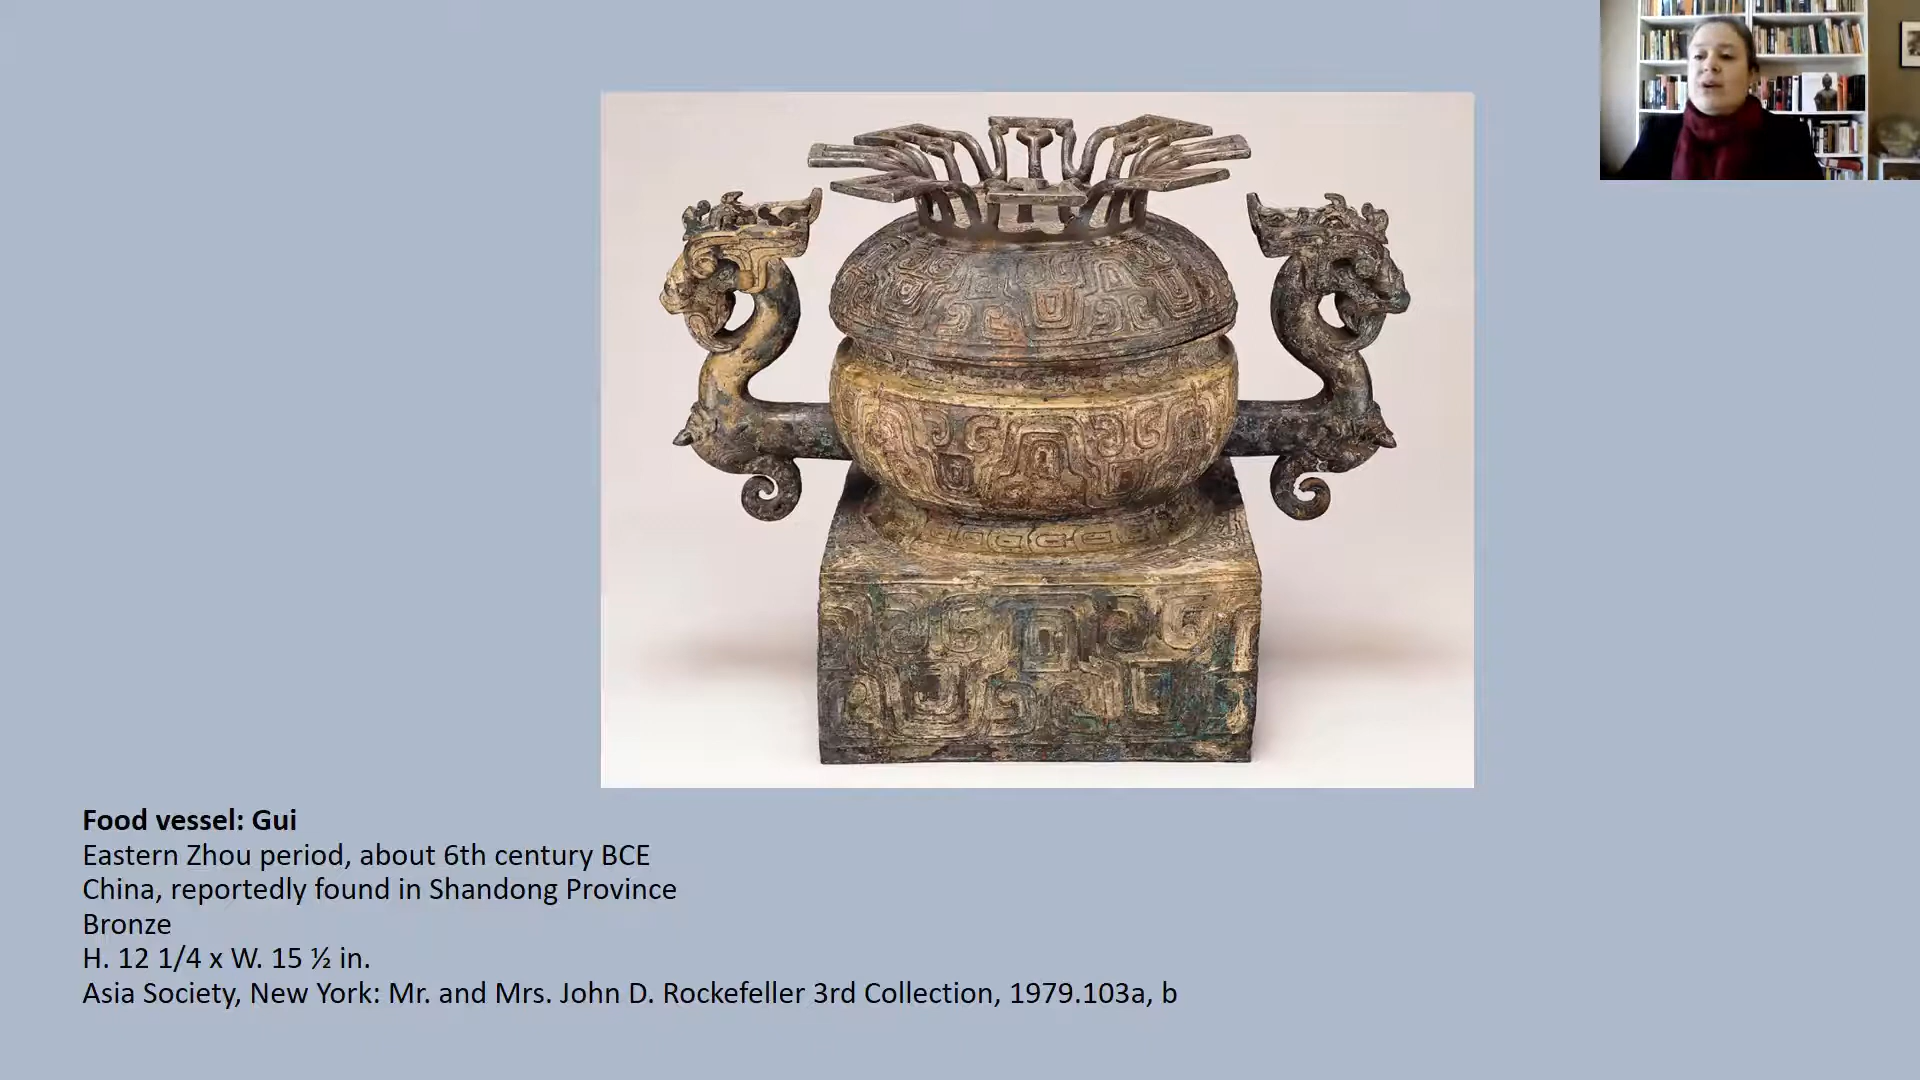 Food vessel: Gui
Eastern Zhou period, about 6th century BCE
China, reportedly found in Shandong Province
Bronze
H. 12 1/4 x W. 15 ½ in.
Asia Society, New York: Mr. and Mrs. John D. Rockefeller 3rd Collection, 1979.103a, b